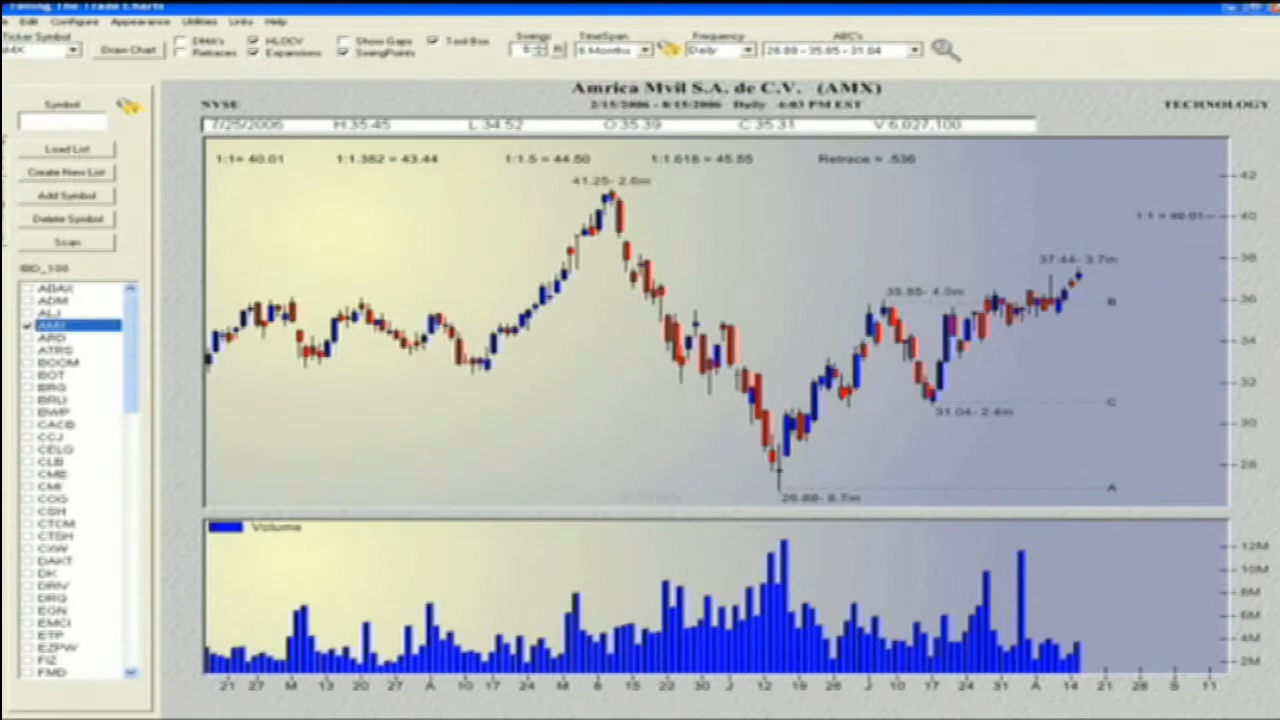 Timing The Trade Charts
Edit Configure Appearance Utilities Links Help
Ticker Symbol
AMX
Draw Chart
DMA's
Retraces
HLOCV
Expansions
Show Gaps
SwingPoints
Tool Box
Swings
TimeSpan
6 Months
Frequency
Daily
ABC's
26.88 - 35.85 - 31.04
Amrica Mvil S.A. de C.V. (AMX)
NYSE
2/15/2006 - 8/15/2006 Daily 4:03 PM EST
TECHNOLOGY
7/25/2006 H:35.45 L:34.52 O:35.39 C:35.31 V:6,027,100
Symbol
Load List
Create New List
Add Symbol
Delete Symbol
Scan
IBD_100
ABAX
ADM
ALJ
AMX
ARD
ATRS
BOOM
BOT
BRG
BRLI
BWP
CACB
CCJ
CELG
CLB
CME
CMI
COG
CSH
CTCM
CTSH
CXW
DAKT
DK
DRIV
DRQ
EGN
EMCI
ETP
EZPW
FIZ
FMD
1:1= 40.01 1:1.382 = 43.44 1:1.5 = 44.50 1:1.618 = 45.55 Retrace = .536
41.25- 2.6m
1:1 = 40.01
37.44- 3.7m
35.85- 4.0m
B
31.04- 2.4m
C
26.88- 8.7m
A
42
40
38
36
34
32
30
28
Volume
12M
10M
8M
6M
4M
2M
21 27 M 13 20 27 A 10 17 24 M 8 15 22 30 J 12 19 26 J 10 17 24 31 A 14 21 28 S 11